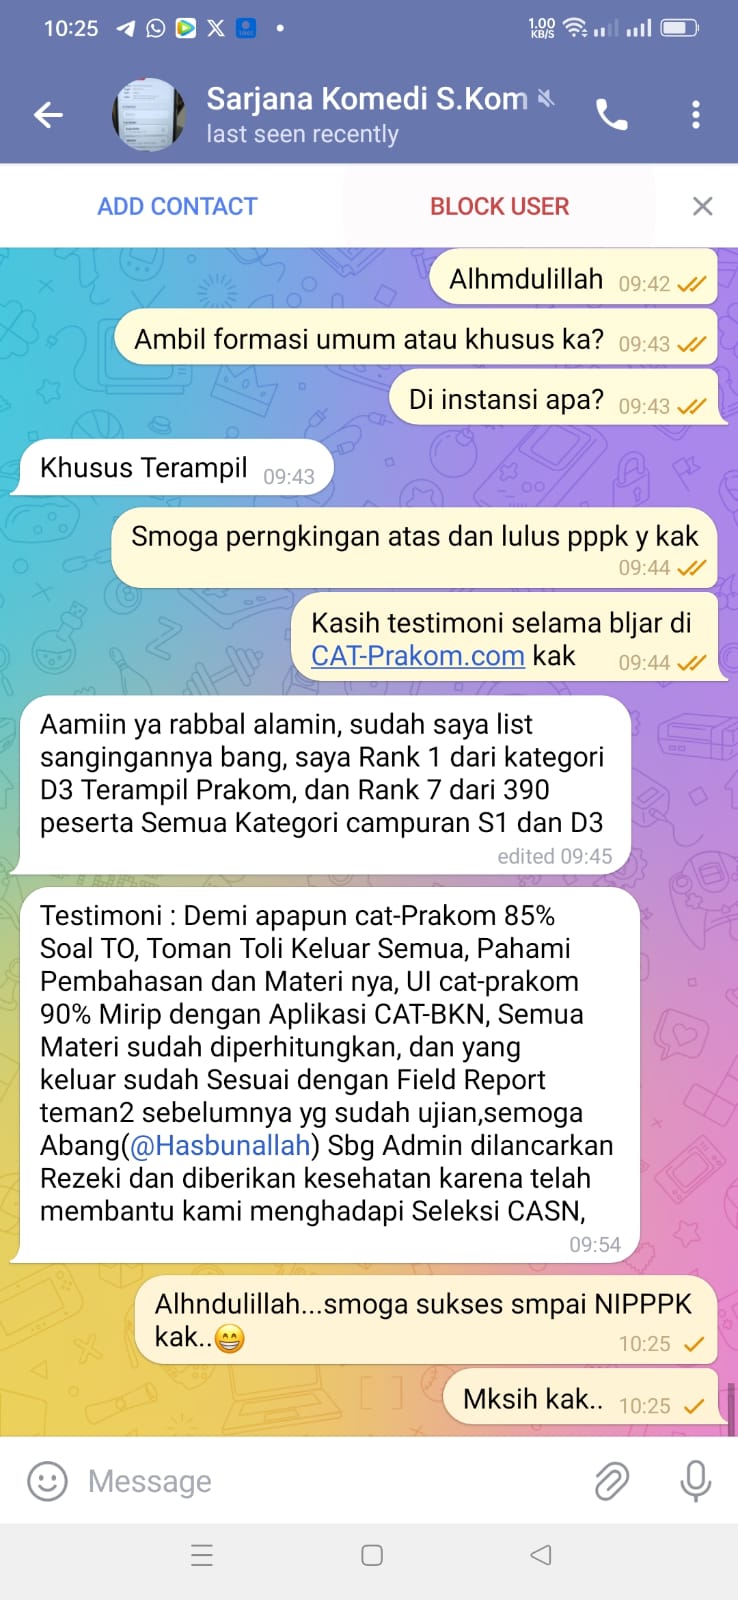 10:25
1.00 KB/S
Sarjana Komedi S.Kom
last seen recently
ADD CONTACT
BLOCK USER
Alhmdulillah 09:42
Ambil formasi umum atau khusus ka? 09:43
Di instansi apa? 09:43
Khusus Terampil 09:43
Smoga perngkingan atas dan lulus pppk y kak
09:44
Kasih testimoni selama bljar di
CAT-Prakom.com kak 09:44
Aamiin ya rabbal alamin, sudah saya list
sangingannya bang, saya Rank 1 dari kategori
D3 Terampil Prakom, dan Rank 7 dari 390
peserta Semua Kategori campuran S1 dan D3
edited 09:45
Testimoni : Demi apapun cat-Prakom 85%
Soal TO, Toman Toli Keluar Semua, Pahami
Pembahasan dan Materi nya, UI cat-prakom
90% Mirip dengan Aplikasi CAT-BKN, Semua
Materi sudah diperhitungkan, dan yang
keluar sudah Sesuai dengan Field Report
teman2 sebelumnya yg sudah ujian,semoga
Abang(@Hasbunallah) Sbg Admin dilancarkan
Rezeki dan diberikan kesehatan karena telah
membantu kami menghadapi Seleksi CASN,
09:54
Alhndulillah...smoga sukses smpai NIPPPK
kak..😁 10:25
Mksih kak.. 10:25
Message